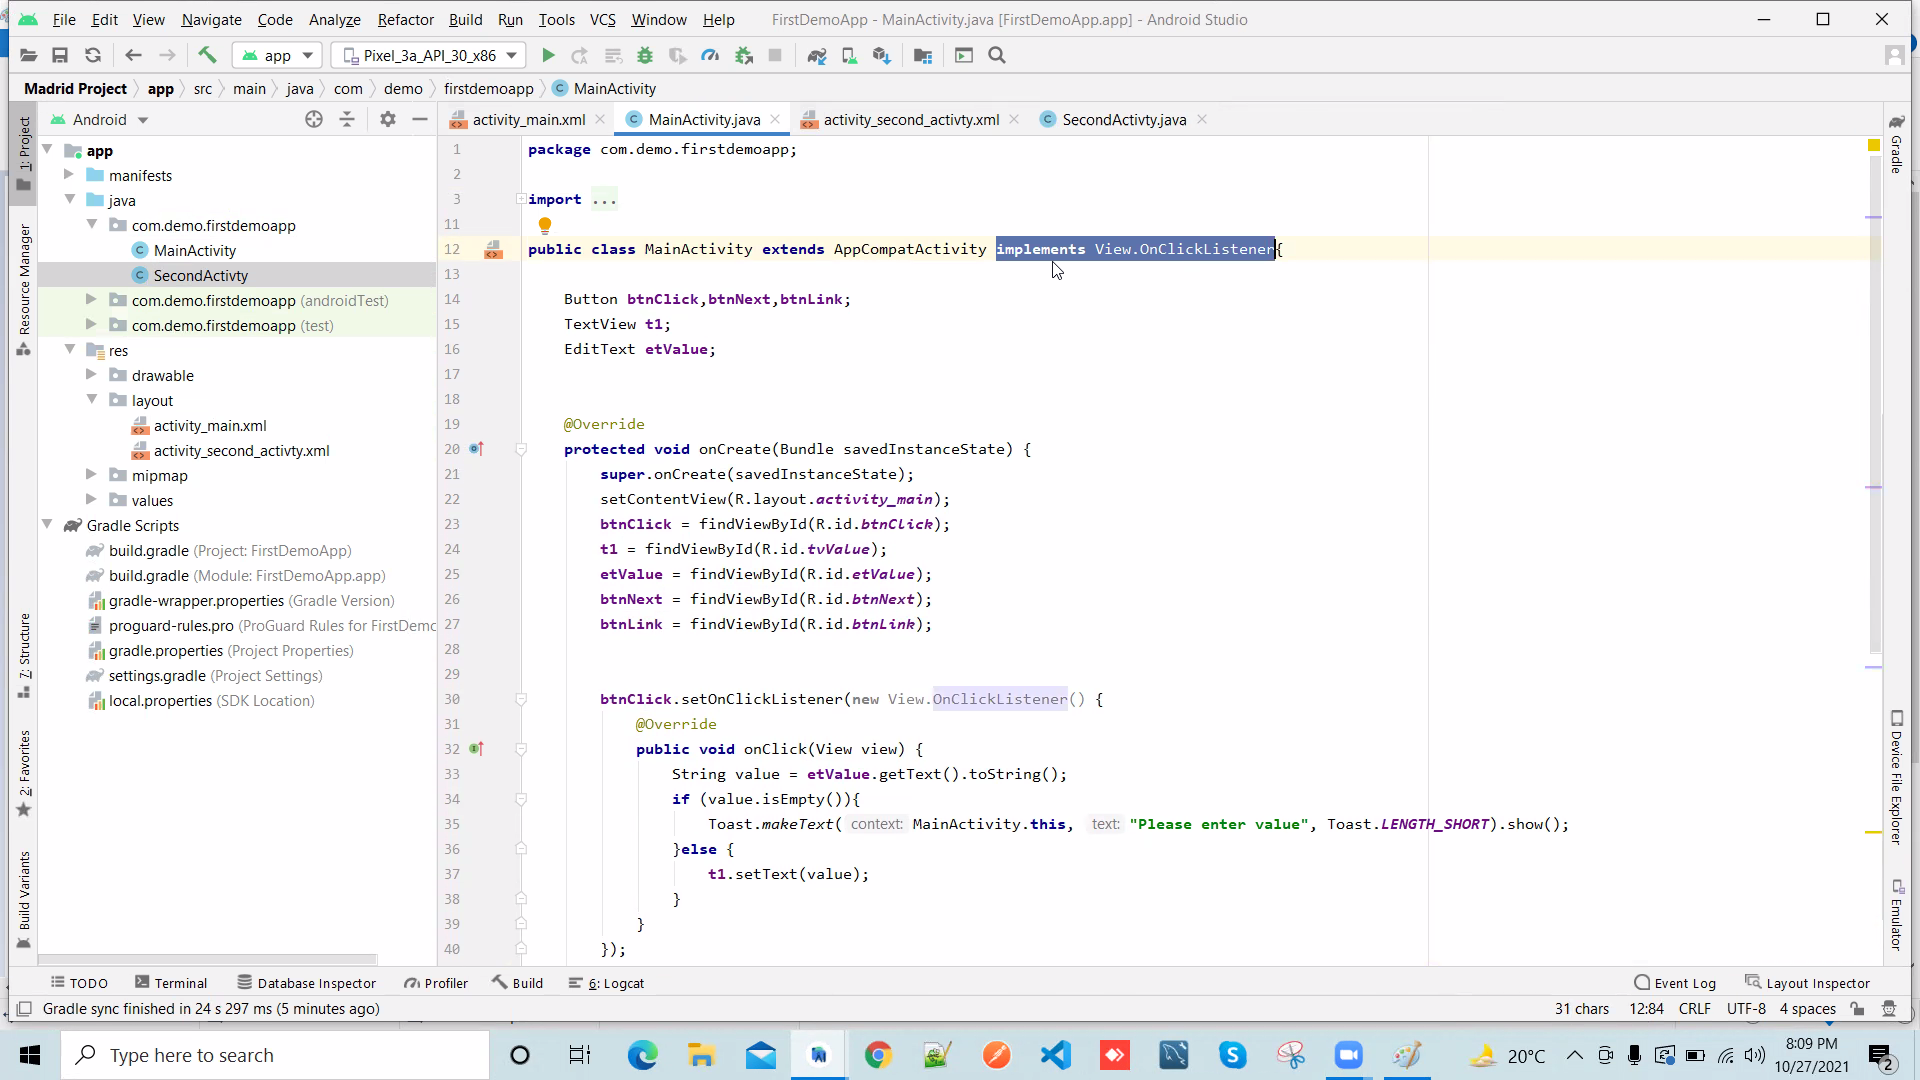 File Edit View Navigate Code Analyze Refactor Build Run Tools VCS Window Help FirstDemoApp - MainActivity.java [FirstDemoApp.app] - Android Studio
app Pixel_3a_API_30_x86
Madrid Project app src main java com demo firstdemoapp MainActivity
Android
activity_main.xml MainActivity.java activity_second_activty.xml SecondActivty.java
1: Project
Resource Manager
7: Structure
2: Favorites
Build Variants
app
manifests
java
com.demo.firstdemoapp
MainActivity
SecondActivty
com.demo.firstdemoapp (androidTest)
com.demo.firstdemoapp (test)
res
drawable
layout
activity_main.xml
activity_second_activty.xml
mipmap
values
Gradle Scripts
build.gradle (Project: FirstDemoApp)
build.gradle (Module: FirstDemoApp.app)
gradle-wrapper.properties (Gradle Version)
proguard-rules.pro (ProGuard Rules for FirstDemo
gradle.properties (Project Properties)
settings.gradle (Project Settings)
local.properties (SDK Location)
1 package com.demo.firstdemoapp;
2
3 import ...
11
12 public class MainActivity extends AppCompatActivity implements View.OnClickListener{
13
14 Button btnClick,btnNext,btnLink;
15 TextView t1;
16 EditText etValue;
17
18
19 @Override
20 protected void onCreate(Bundle savedInstanceState) {
21 super.onCreate(savedInstanceState);
22 setContentView(R.layout.activity_main);
23 btnClick = findViewById(R.id.btnClick);
24 t1 = findViewById(R.id.tvValue);
25 etValue = findViewById(R.id.etValue);
26 btnNext = findViewById(R.id.btnNext);
27 btnLink = findViewById(R.id.btnLink);
28
29
30 btnClick.setOnClickListener(new View.OnClickListener() {
31 @Override
32 public void onClick(View view) {
33 String value = etValue.getText().toString();
34 if (value.isEmpty()){
35 Toast.makeText( context: MainActivity.this, text: "Please enter value", Toast.LENGTH_SHORT).show();
36 }else {
37 t1.setText(value);
38 }
39 }
40 });
Gradle
Device File Explorer
Emulator
TODO Terminal Database Inspector Profiler Build 6: Logcat Event Log Layout Inspector
Gradle sync finished in 24 s 297 ms (5 minutes ago) 31 chars 12:84 CRLF UTF-8 4 spaces
Type here to search 20°C 8:09 PM
10/27/2021 2